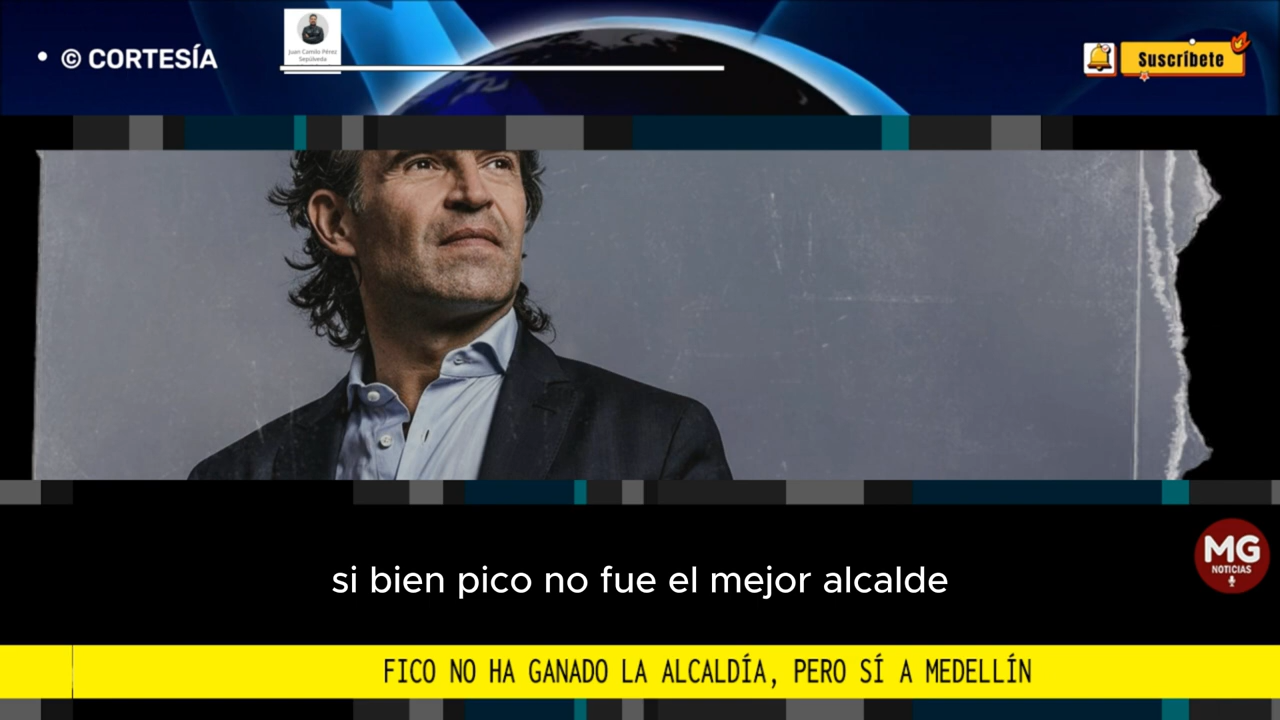 © CORTESÍA
Juan Camilo Pérez
Sepúlveda
Suscríbete
si bien pico no fue el mejor alcalde
MG
NOTICIAS
FICO NO HA GANADO LA ALCALDÍA, PERO SÍ A MEDELLÍN